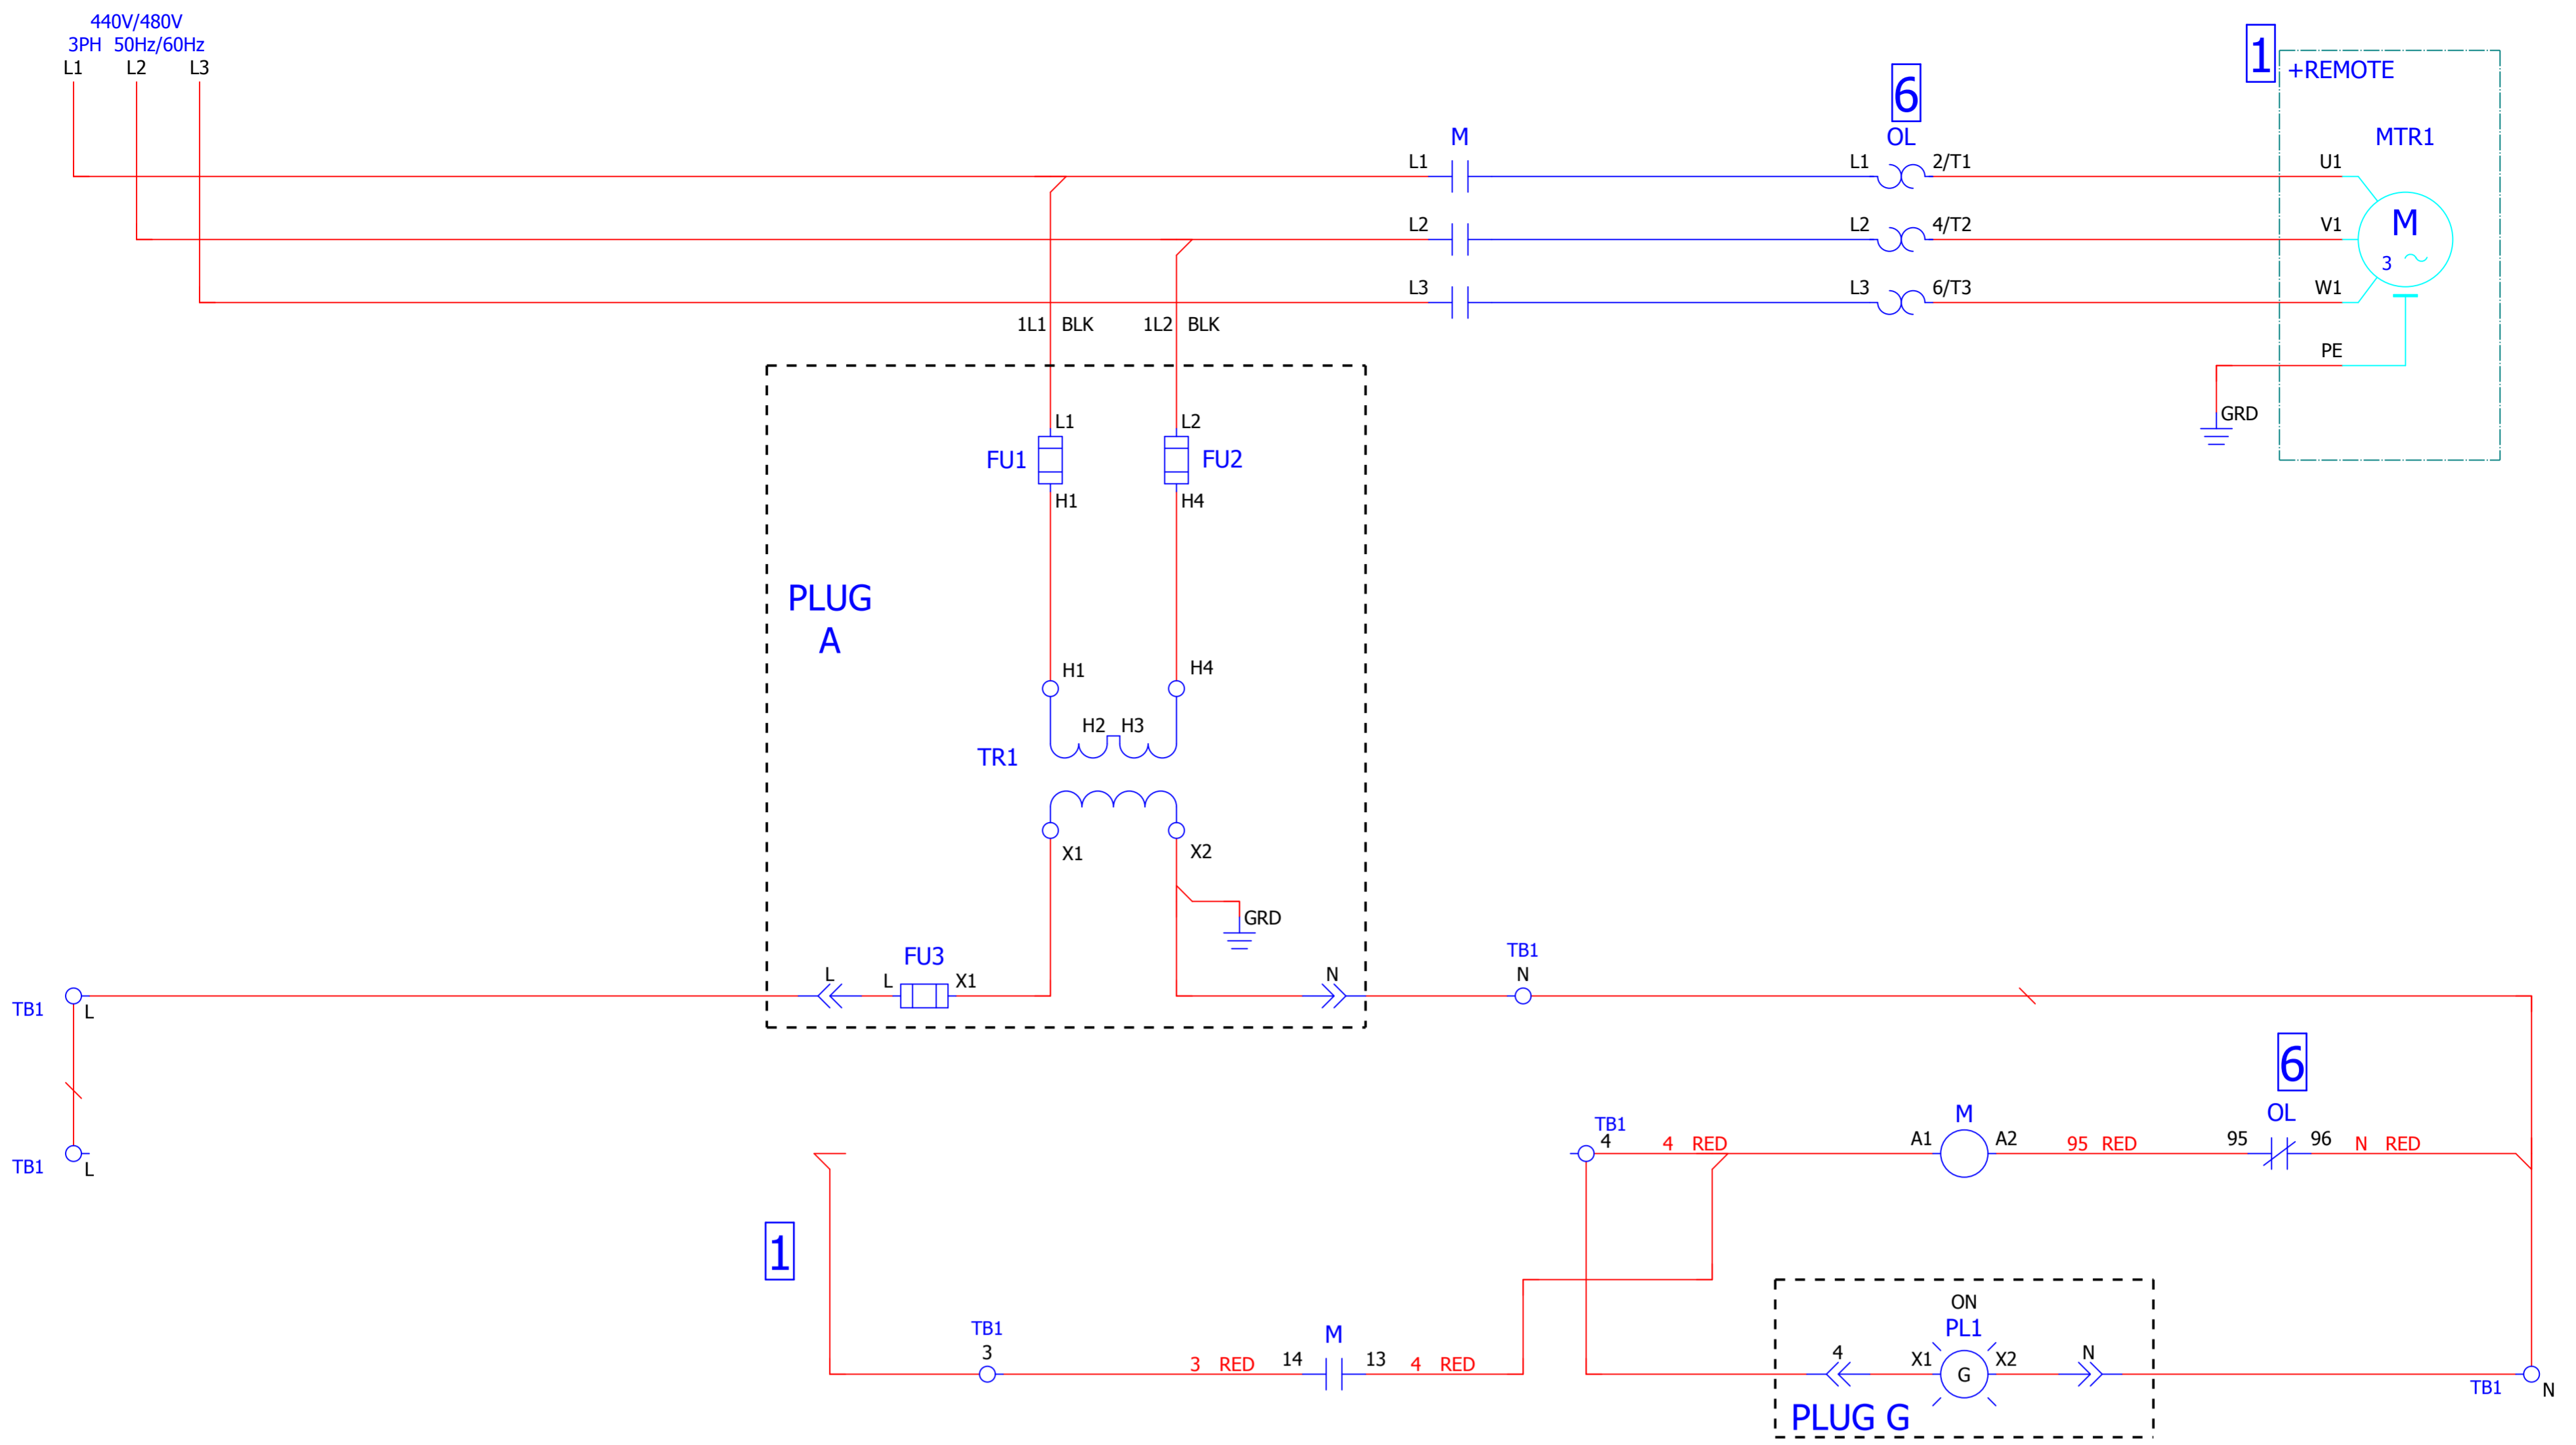 440V/480V
3PH 50Hz/60Hz
L1 L2 L3
1
+REMOTE
6
OL
M
MTR1
L1
L1 2/T1
U1
L2
L2 4/T2
V1
M
3
L3
L3 6/T3
W1
1L1 BLK
1L2 BLK
PE
GRD
L1
L2
FU1
FU2
H1
H4
PLUG
A
H1
H4
H2 H3
TR1
X1
X2
GRD
FU3
L
L
X1
N
TB1
N
TB1
L
6
OL
TB1
4
4 RED
A1
M
A2
95 RED
95
96
N RED
TB1
L
1
TB1
3
3 RED
14
M
13
4 RED
ON
PL1
4
X1
G
X2
N
PLUG G
TB1
N